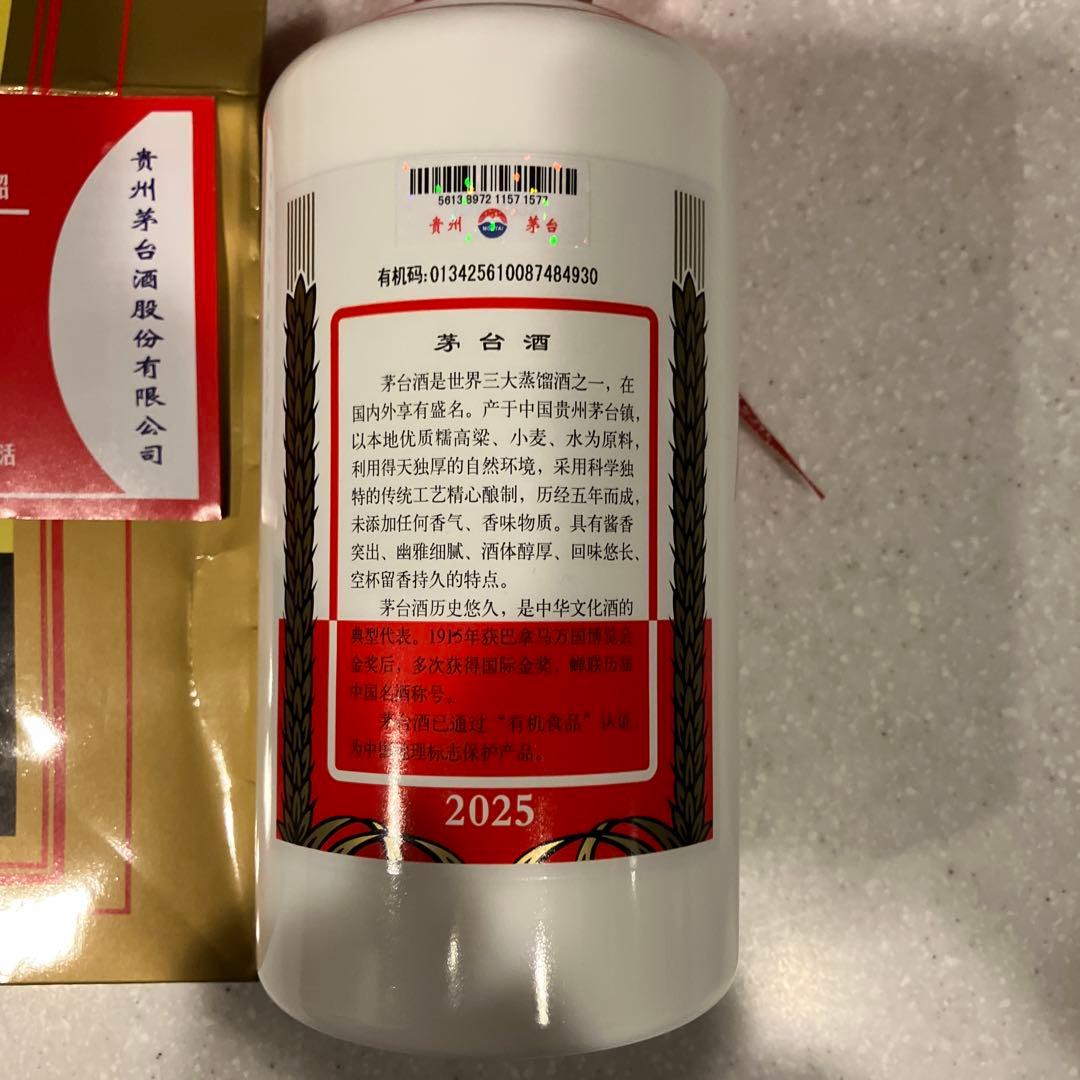 贵州茅台酒股份有限公司
活
5613 8972 1157 1577
贵州
MOUTAI
茅台
有机码:013425610087484930
茅台酒
茅台酒是世界三大蒸馏酒之一，在
国内外享有盛名。产于中国贵州茅台镇，
以本地优质糯高粱、小麦、水为原料，
利用得天独厚的自然环境，采用科学独
特的传统工艺精心酿制，历经五年而成，
未添加任何香气、香味物质。具有酱香
突出、幽雅细腻、酒体醇厚、回味悠长、
空杯留香持久的特点。
茅台酒历史悠久，是中华文化酒的
典型代表。1915年获巴拿马万国博览会
金奖后，多次获得国际金奖、蝉联历届
中国名酒称号。
茅台酒已通过“有机食品”认证，
为中国地理标志保护产品。
2025